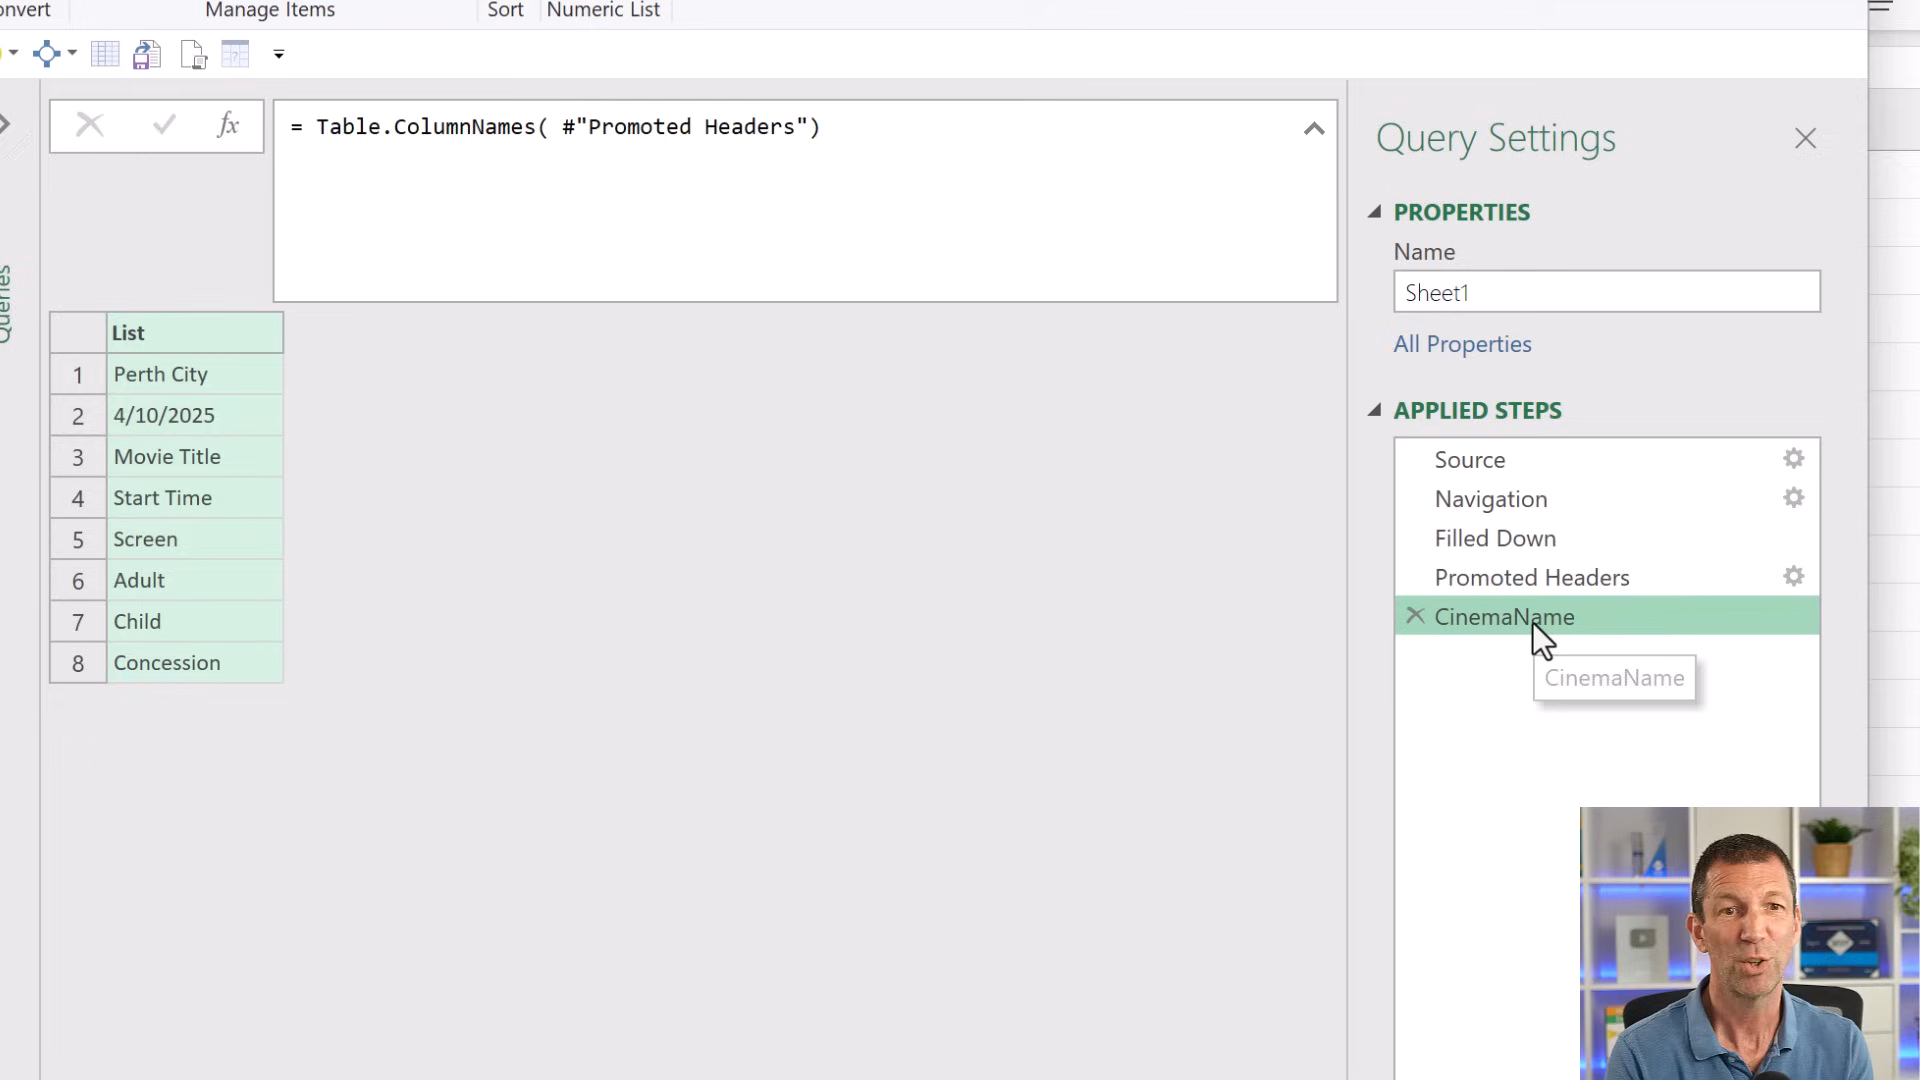 Manage Items
Sort
Numeric List
fx
= Table.ColumnNames( #"Promoted Headers")
Queries
List
1 Perth City
2 4/10/2025
3 Movie Title
4 Start Time
5 Screen
6 Adult
7 Child
8 Concession
Query Settings
PROPERTIES
Name
Sheet1
All Properties
APPLIED STEPS
Source
Navigation
Filled Down
Promoted Headers
CinemaName
CinemaName